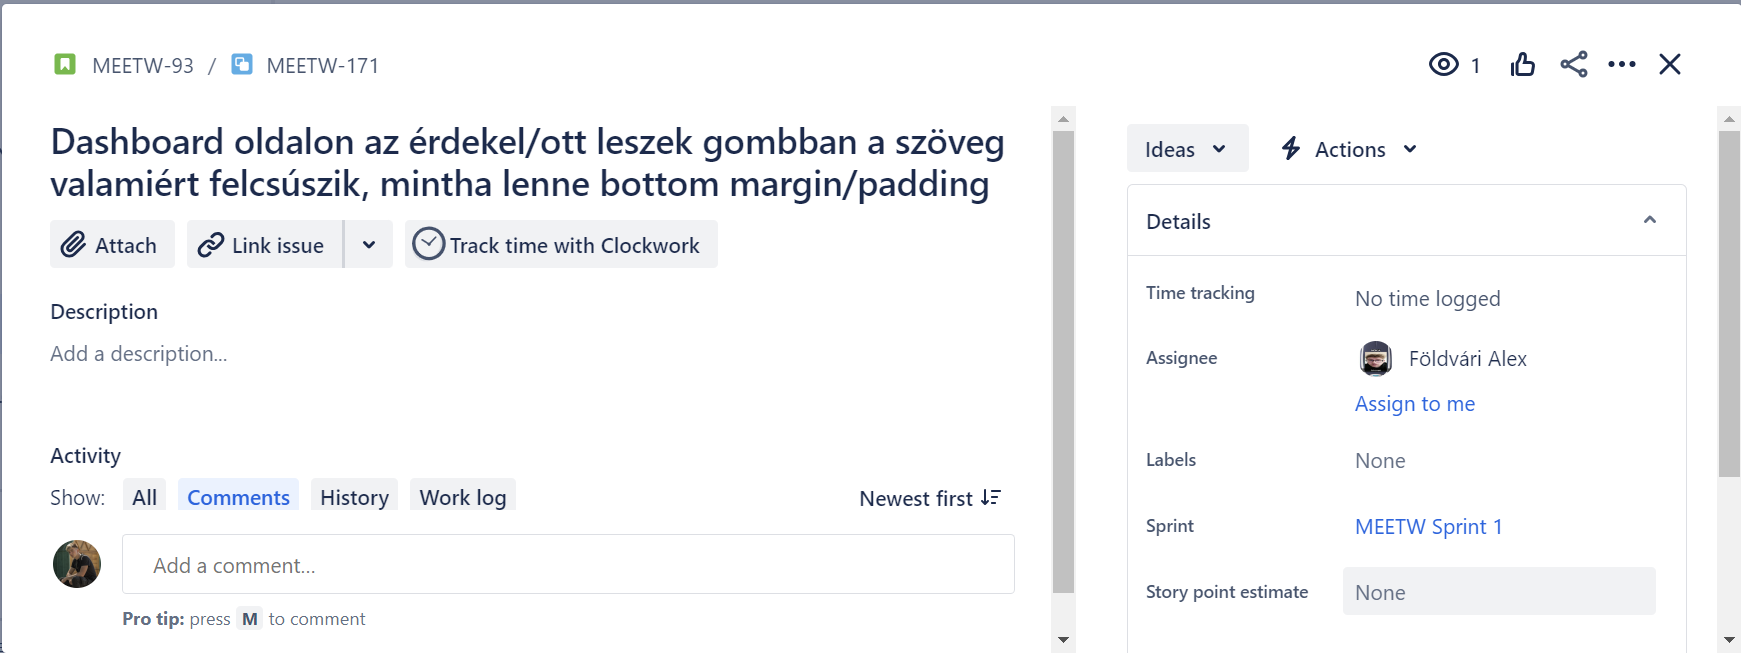 MEETW-93 / MEETW-171
1
Dashboard oldalon az érdekel/ott leszek gombban a szöveg
valamiért felcsúszik, mintha lenne bottom margin/padding
Attach
Link issue
Track time with Clockwork
Description
Add a description...
Activity
Show: All Comments History Work log
Newest first
Add a comment...
Pro tip: press M to comment
Ideas
Actions
Details
Time tracking
No time logged
Assignee
Földvári Alex
Assign to me
Labels
None
Sprint
MEETW Sprint 1
Story point estimate
None